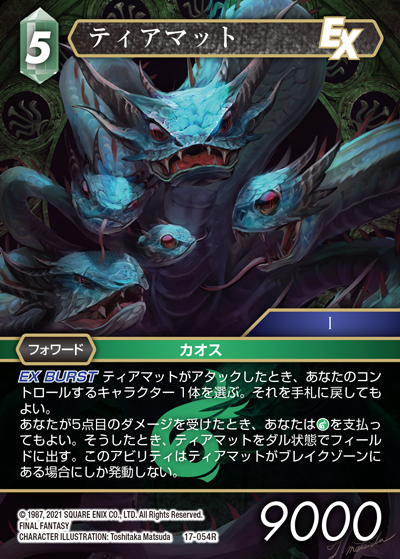 5
ティアマット
EX
I
フォワード
カオス
EX BURST ティアマットがアタックしたとき、あなたのコント
ロールするキャラクター1体を選ぶ。それを手札に戻しても
よい。
あなたが5点目のダメージを受けたとき、あなたは を支払っ
てもよい。そうしたとき、ティアマットをダル状態でフィール
ドに出す。このアビリティはティアマットがブレイクゾーンに
ある場合にしか発動しない。
© 1987, 2021 SQUARE ENIX CO., LTD. All Rights Reserved.
FINAL FANTASY
CHARACTER ILLUSTRATION: Toshitaka Matsuda
17-054R
9000